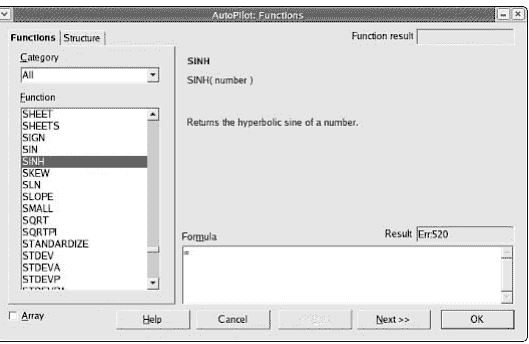 AutoPilot: Functions
Functions Structure
Function result
Category
All
Function
SHEET
SHEETS
SIGN
SIN
SINH
SKEW
SLN
SLOPE
SMALL
SQRT
SQRTPI
STANDARDIZE
STDEV
STDEVA
STDEVP
SINH
SINH( number )
Returns the hyperbolic sine of a number.
Formula
Result Err:520
=
Array
Help
Cancel
Next >>
OK